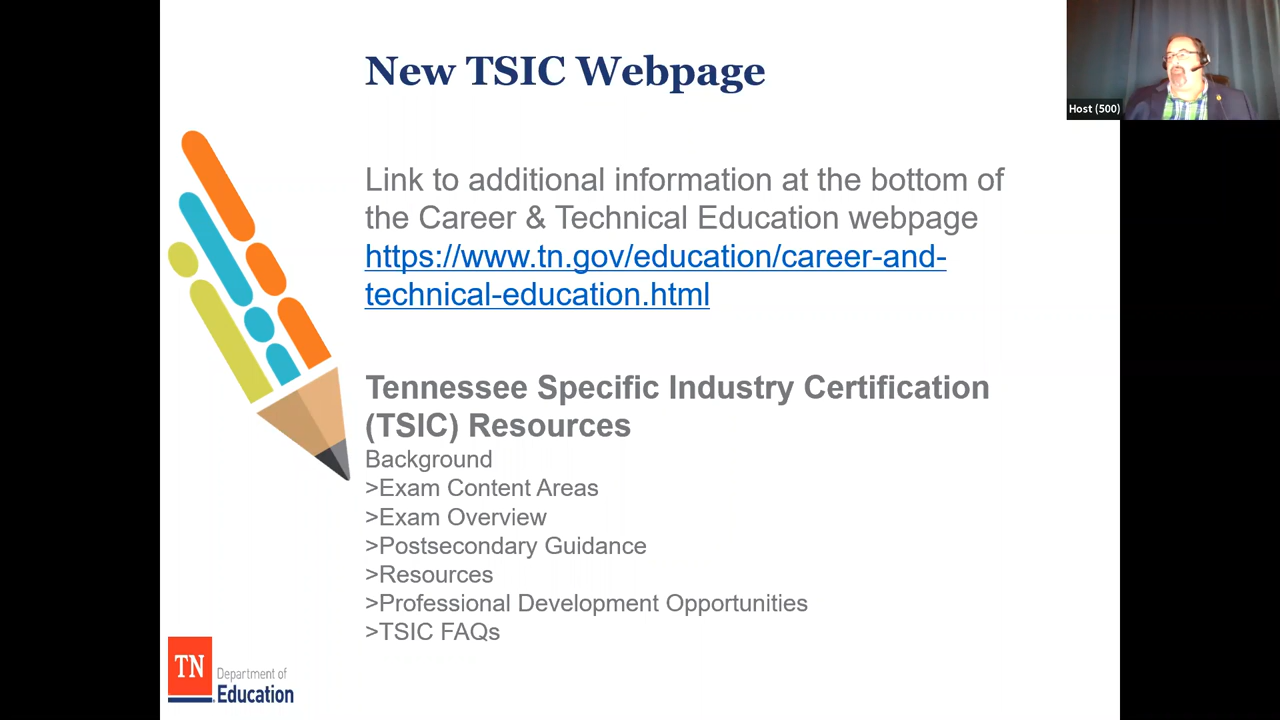 New TSIC Webpage
Host (500)
Link to additional information at the bottom of
the Career & Technical Education webpage
https://www.tn.gov/education/career-and-
technical-education.html
Tennessee Specific Industry Certification
(TSIC) Resources
Background
>Exam Content Areas
>Exam Overview
>Postsecondary Guidance
>Resources
>Professional Development Opportunities
>TSIC FAQs
TN
Department of
Education